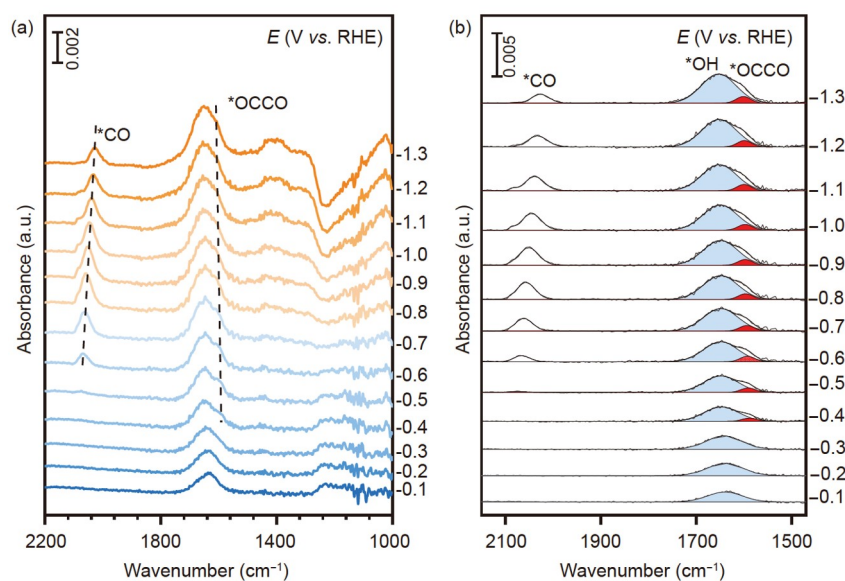 (a)
0.002
E (V vs. RHE)
*OCCO
*CO
-1.3
-1.2
-1.1
-1.0
-0.9
-0.8
-0.7
-0.6
-0.5
-0.4
-0.3
-0.2
-0.1
Absorbance (a.u.)
2200
1800
1400
1000
Wavenumber (cm⁻¹)
(b)
0.005
E (V vs. RHE)
*OH
*OCCO
*CO
-1.3
-1.2
-1.1
-1.0
-0.9
-0.8
-0.7
-0.6
-0.5
-0.4
-0.3
-0.2
-0.1
Absorbance (a.u.)
2100
1900
1700
1500
Wavenumber (cm⁻¹)